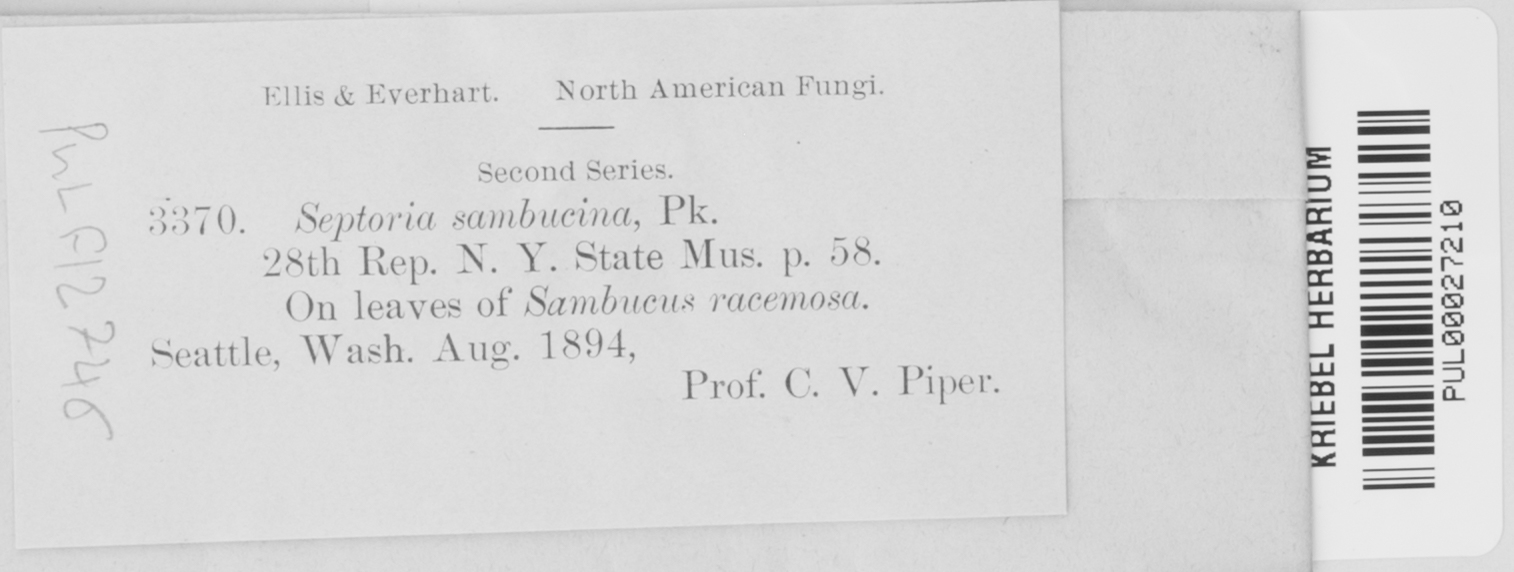 Ellis & Everhart. North American Fungi.
Second Series.
3370. Septoria sambucina, Pk.
28th Rep. N. Y. State Mus. p. 58.
On leaves of Sambucus racemosa.
Seattle, Wash. Aug. 1894,
Prof. C. V. Piper.
PUL F12746
KRIEBEL HERBARIUM
PUL00027210